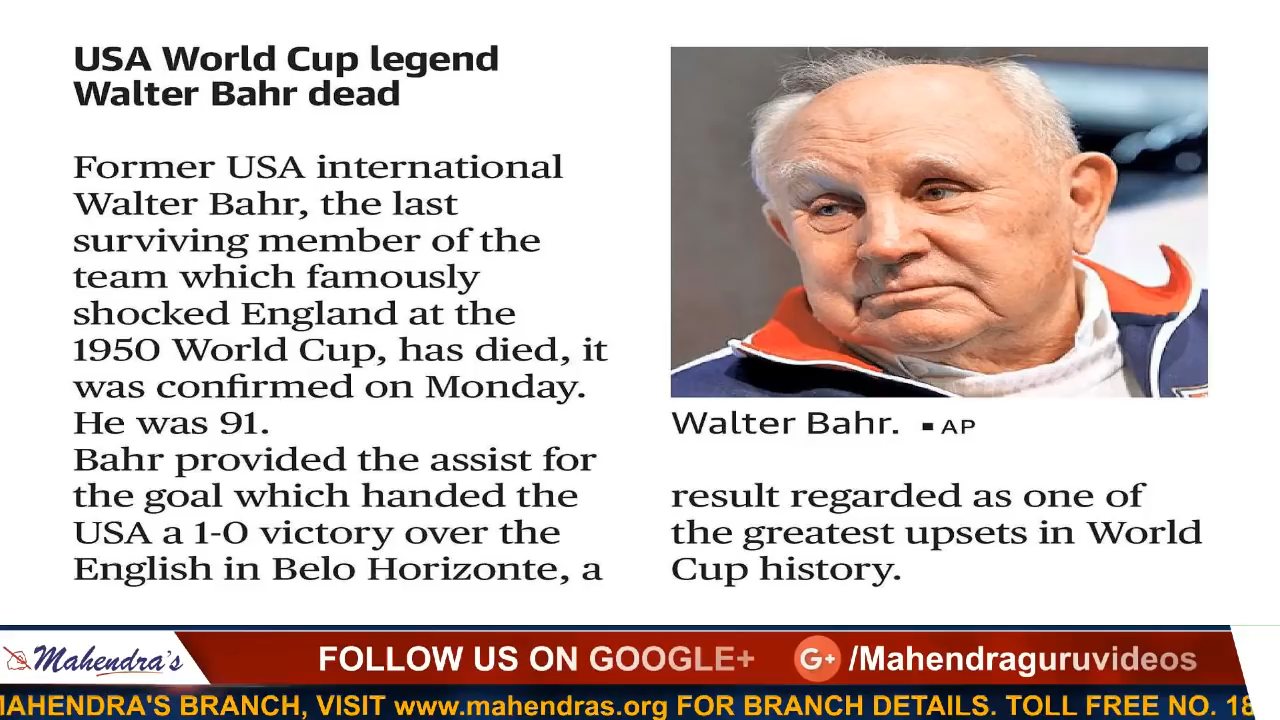 USA World Cup legend
Walter Bahr dead
Former USA international
Walter Bahr, the last
surviving member of the
team which famously
shocked England at the
1950 World Cup, has died, it
was confirmed on Monday.
He was 91.
Bahr provided the assist for
the goal which handed the
USA a 1-0 victory over the
English in Belo Horizonte, a
Walter Bahr. ▪ AP
result regarded as one of
the greatest upsets in World
Cup history.
Mahendra's
FOLLOW US ON GOOGLE+ G+ /Mahendraguruvideos
MAHENDRA'S BRANCH, VISIT www.mahendras.org FOR BRANCH DETAILS. TOLL FREE NO. 18